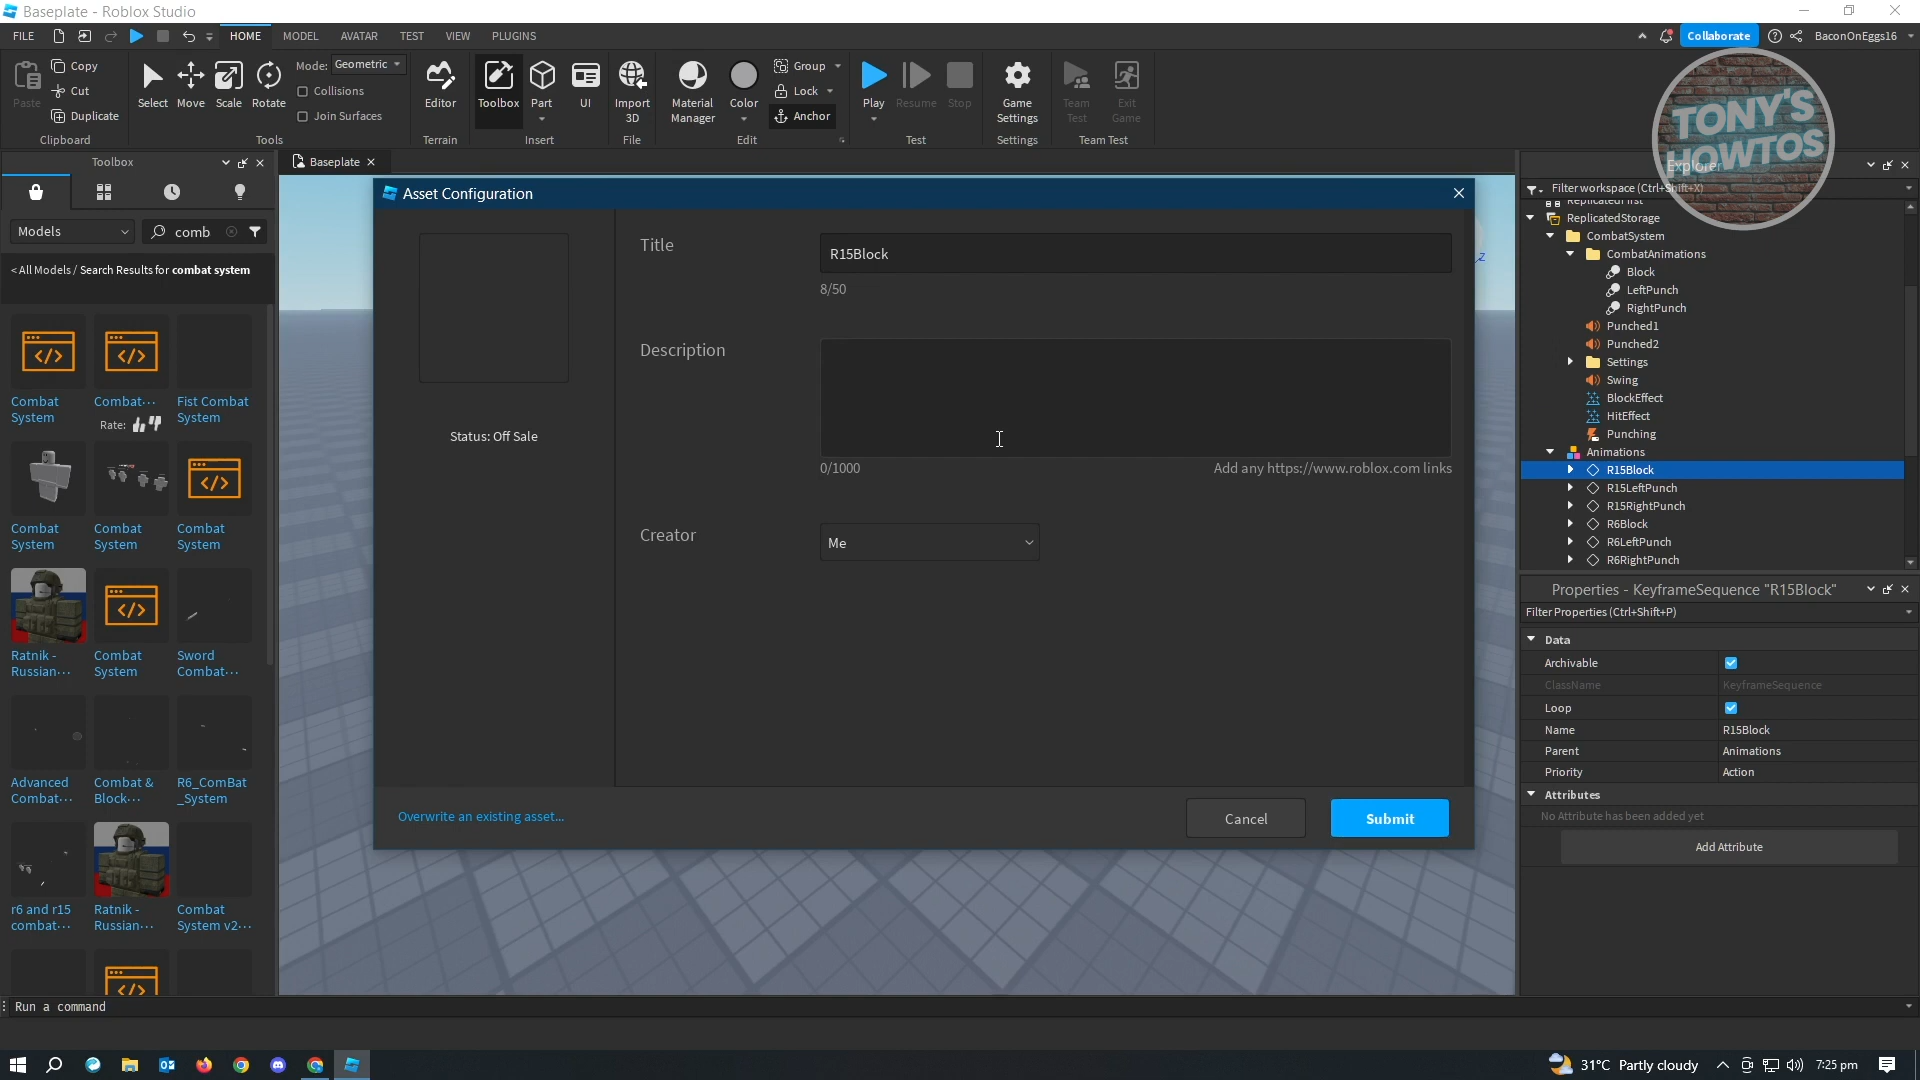 Baseplate - Roblox Studio
FILE
HOME
MODEL
AVATAR
TEST
VIEW
PLUGINS
Collaborate
BaconOnEggs16
Paste
Copy
Cut
Duplicate
Clipboard
Select
Move
Scale
Rotate
Mode: Geometric
Collisions
Join Surfaces
Tools
Editor
Terrain
Toolbox
Part
UI
Insert
Import
3D
File
Material
Manager
Color
Group
Lock
Anchor
Edit
Play
Resume
Stop
Test
Game
Settings
Settings
Team
Test
Exit
Game
Team Test
TONY'S
HOWTOS
Toolbox
Models
comb
< All Models / Search Results for combat system
Combat
System
Combat...
Rate:
Fist Combat
System
Combat
System
Combat
System
Combat
System
Ratnik -
Russian...
Combat
System
Sword
Combat...
Advanced
Combat...
Combat &
Block...
R6_ComBat
_System
r6 and r15
combat...
Ratnik -
Russian...
Combat
System v2...
Baseplate
Asset Configuration
Status: Off Sale
Title
R15Block
8/50
Description
0/1000
Add any https://www.roblox.com links
Creator
Me
Overwrite an existing asset...
Cancel
Submit
Z
Explorer
Filter workspace (Ctrl+Shift+X)
ReplicatedFirst
ReplicatedStorage
CombatSystem
CombatAnimations
Block
LeftPunch
RightPunch
Punched1
Punched2
Settings
Swing
BlockEffect
HitEffect
Punching
Animations
R15Block
R15LeftPunch
R15RightPunch
R6Block
R6LeftPunch
R6RightPunch
Properties - KeyframeSequence "R15Block"
Filter Properties (Ctrl+Shift+P)
Data
Archivable
ClassName KeyframeSequence
Loop
Name R15Block
Parent Animations
Priority Action
Attributes
No Attribute has been added yet
Add Attribute
Run a command
31°C Partly cloudy
7:25 pm